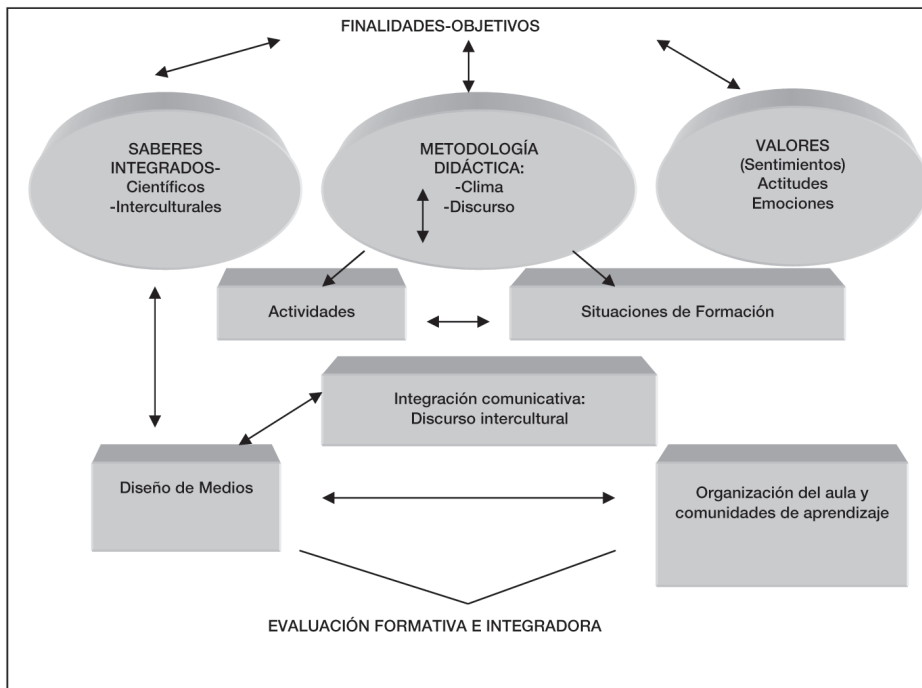 FINALIDADES-OBJETIVOS
SABERES
INTEGRADOS-
Científicos
-Interculturales
METODOLOGÍA
DIDÁCTICA:
-Clima
-Discurso
VALORES
(Sentimientos)
Actitudes
Emociones
Actividades
Situaciones de Formación
Integración comunicativa:
Discurso intercultural
Diseño de Medios
Organización del aula y
comunidades de aprendizaje
EVALUACIÓN FORMATIVA E INTEGRADORA